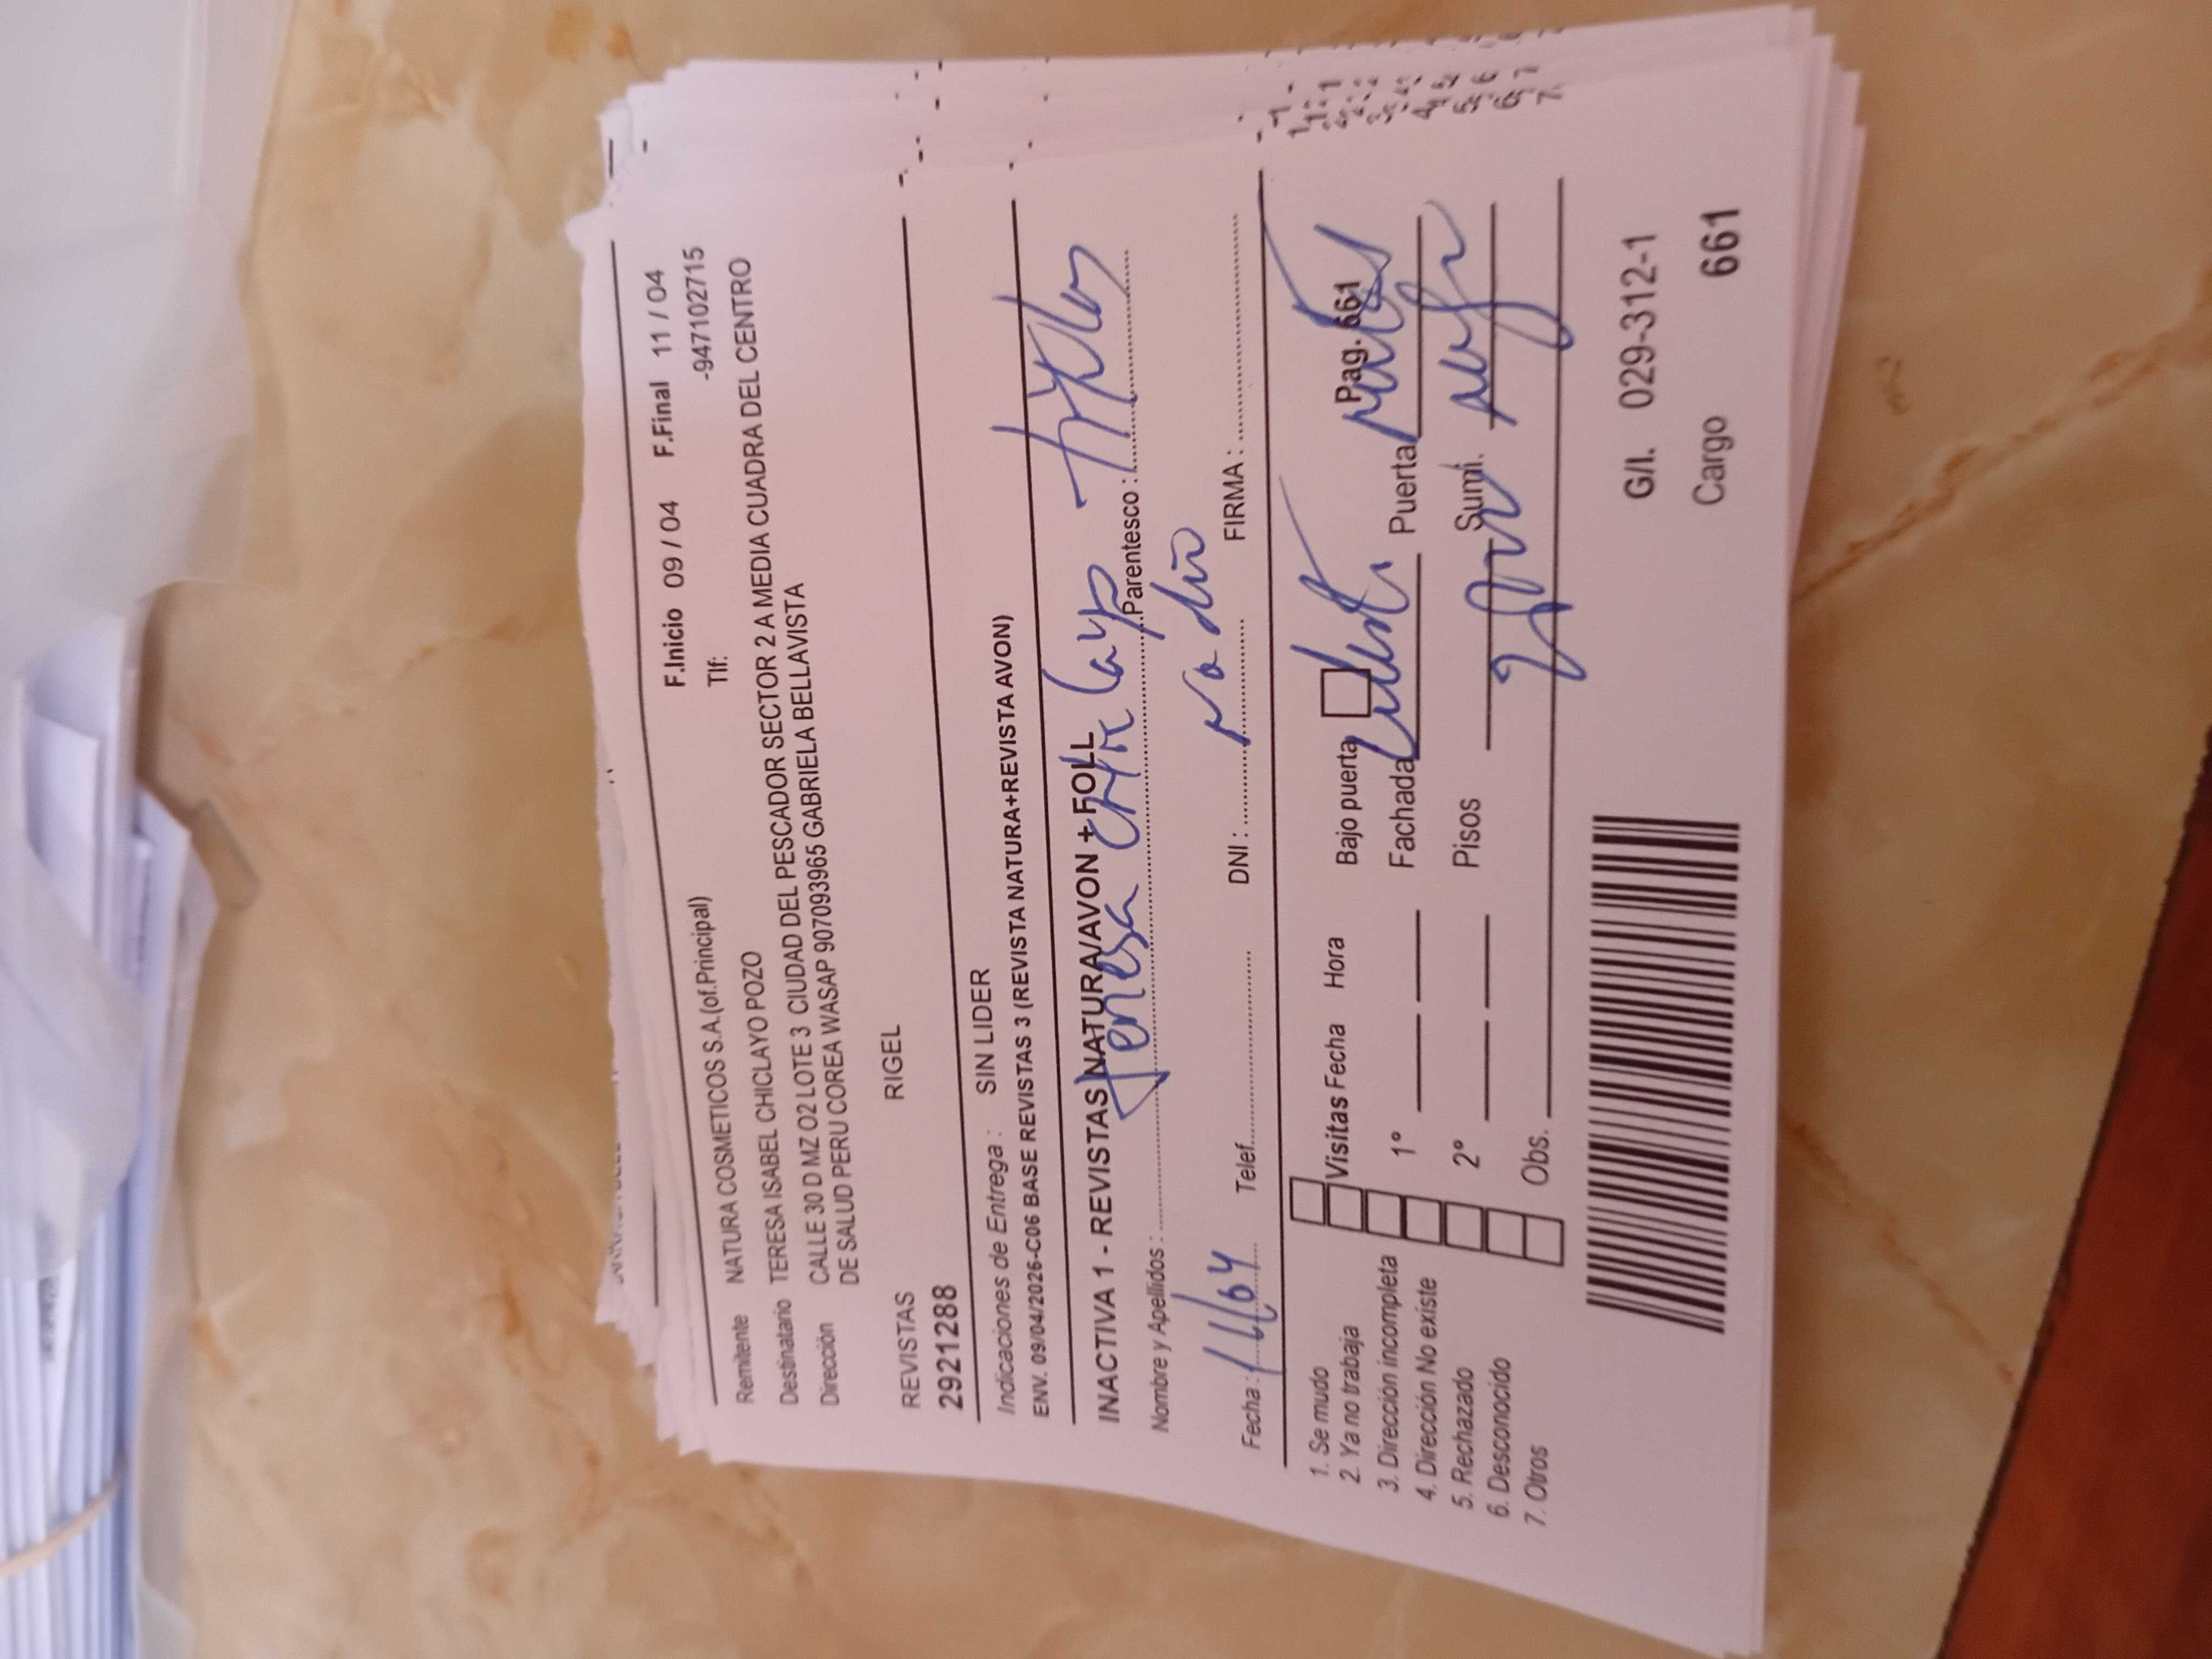 F.Inicio 09 / 04 F.Final 11 / 04
Remitente NATURA COSMETICOS S.A.(of.Principal) Tlf: -947102715
Destinatario TERESA ISABEL CHICLAYO POZO
Dirección CALLE 30 D MZ O2 LOTE 3 CIUDAD DEL PESCADOR SECTOR 2 A MEDIA CUADRA DEL CENTRO
DE SALUD PERU COREA WASAP 907093965 GABRIELA BELLAVISTA
REVISTAS RIGEL
2921288
Indicaciones de Entrega : SIN LIDER
ENV. 09/04/2026-C06 BASE REVISTAS 3 (REVISTA NATURA+REVISTA AVON)
INACTIVA 1 - REVISTAS NATURA/AVON + FOLL
Nombre y Apellidos : Teresa Chiclayo Parentesco : titular
Fecha : 11/04 Telef. DNI : No dio FIRMA :
1. Se mudo
2. Ya no trabaja
3. Dirección incompleta
4. Dirección No existe
5. Rechazado
6. Desconocido
7. Otros
Visitas Fecha Hora Bajo puerta Pag. 661
1° Fachada Puerta
2° Pisos Sumi.
Obs.
G/I. 029-312-1
Cargo 661